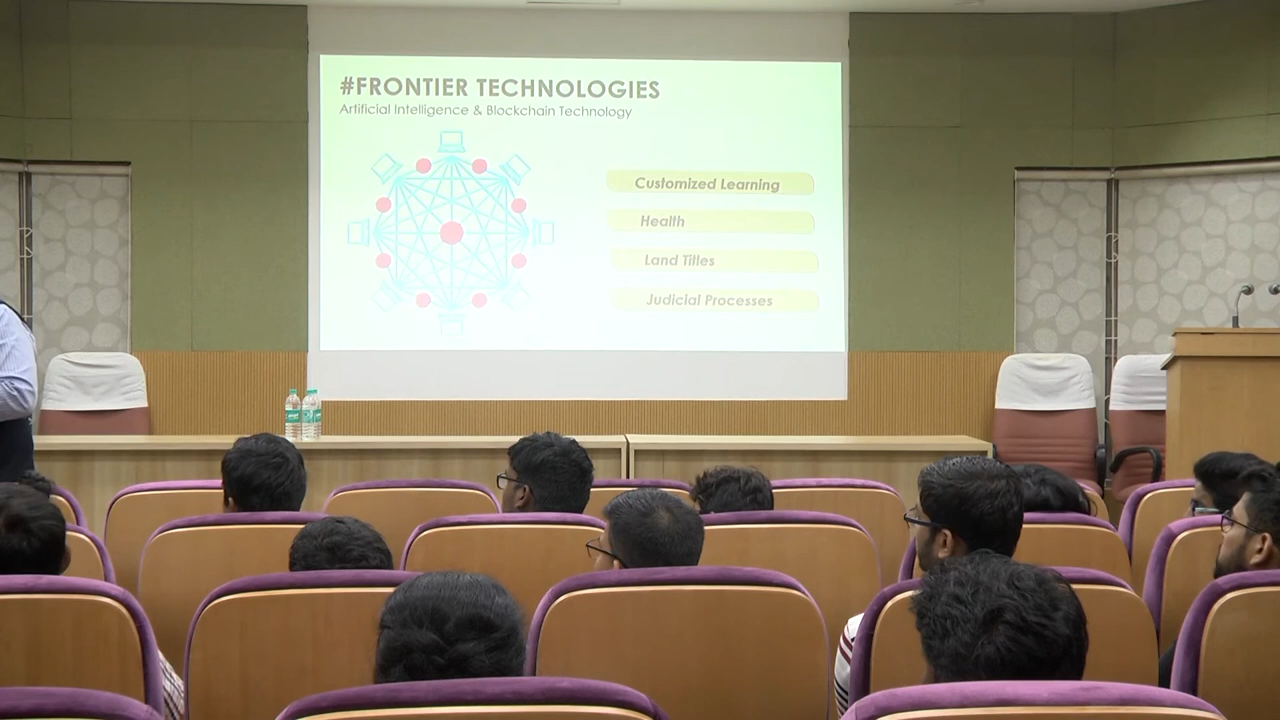 #FRONTIER TECHNOLOGIES
Artificial Intelligence & Blockchain Technology
Customized Learning
Health
Land Titles
Judicial Processes